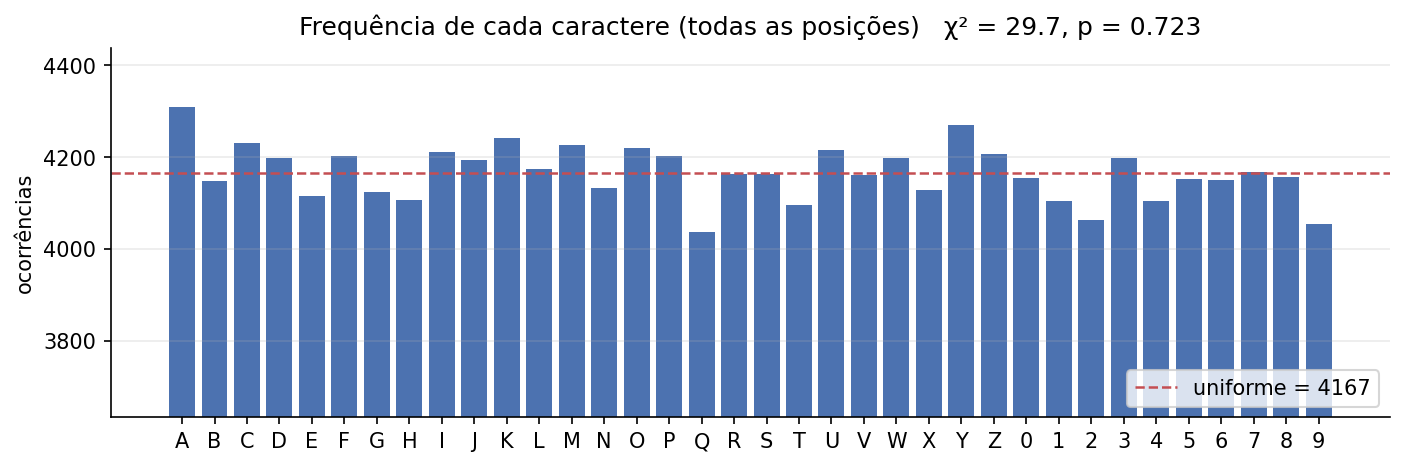 Frequência de cada caractere (todas as posições)   χ² = 29.7, p = 0.723
4400
4200
4000
3800
ocorrências
uniforme = 4167
A B C D E F G H I J K L M N O P Q R S T U V W X Y Z 0 1 2 3 4 5 6 7 8 9